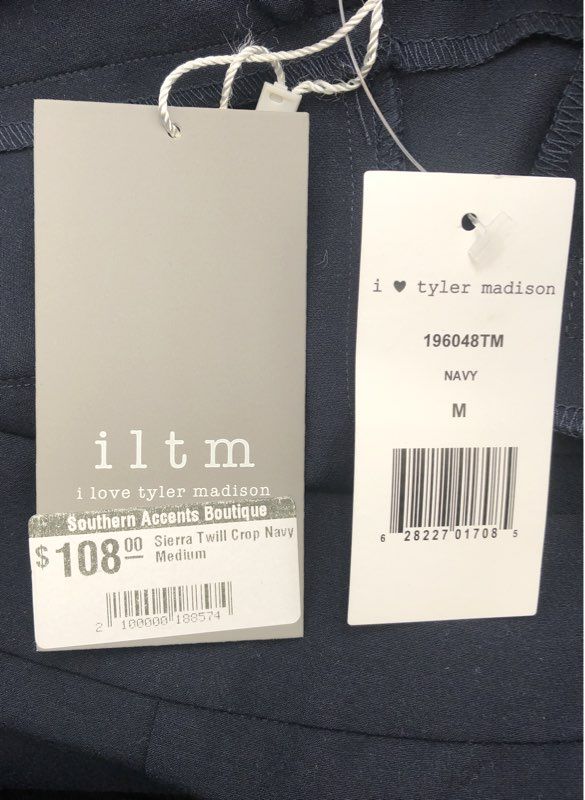 iltm
i love tyler madison
Southern Accents Boutique
$108.00 Sierra Twill Crop Navy
Medium
2 100000 188574
i ♥ tyler madison
196048TM
NAVY
M
6 28227 01708 5